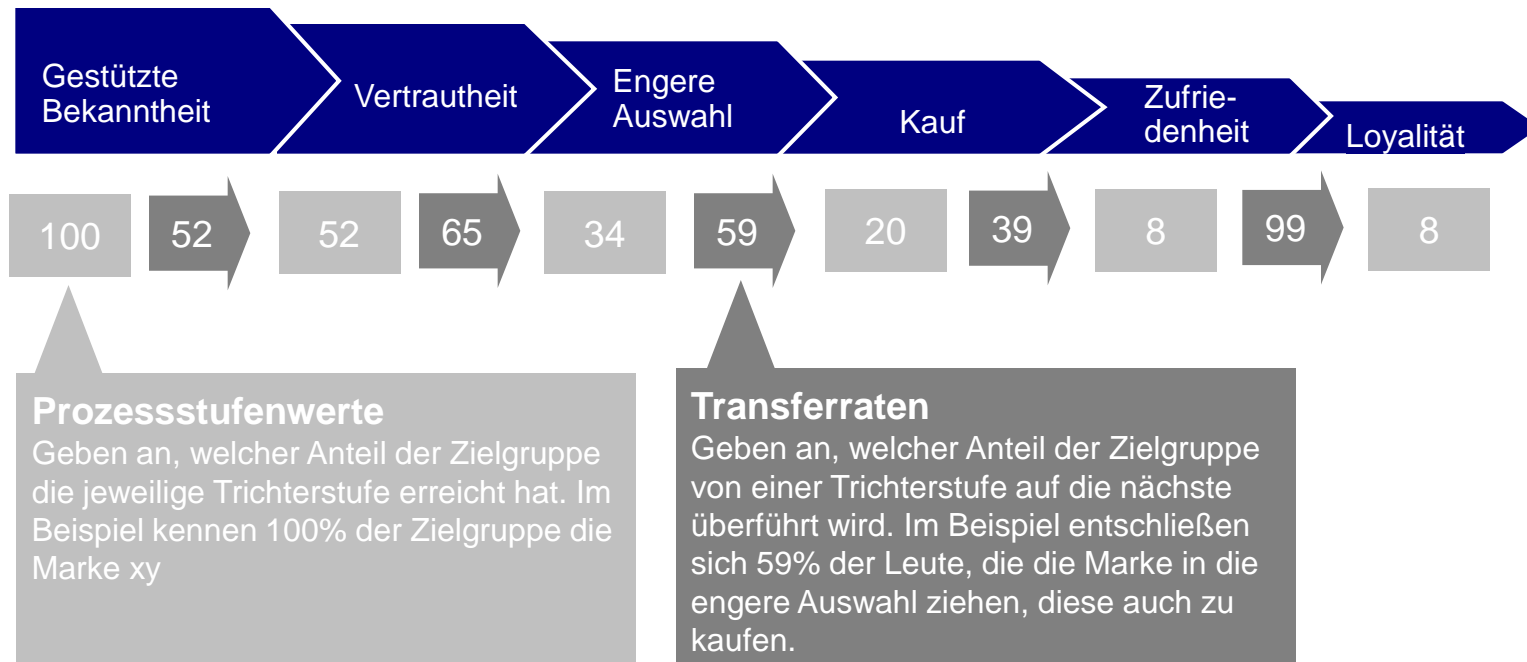 Gestützte
Bekanntheit
Vertrautheit
Engere
Auswahl
Kauf
Zufrie-
denheit
Loyalität
100
52
52
65
34
59
20
39
8
99
8
Prozessstufenwerte
Geben an, welcher Anteil der Zielgruppe
die jeweilige Trichterstufe erreicht hat. Im
Beispiel kennen 100% der Zielgruppe die
Marke xy
Transferraten
Geben an, welcher Anteil der Zielgruppe
von einer Trichterstufe auf die nächste
überführt wird. Im Beispiel entschließen
sich 59% der Leute, die die Marke in die
engere Auswahl ziehen, diese auch zu
kaufen.